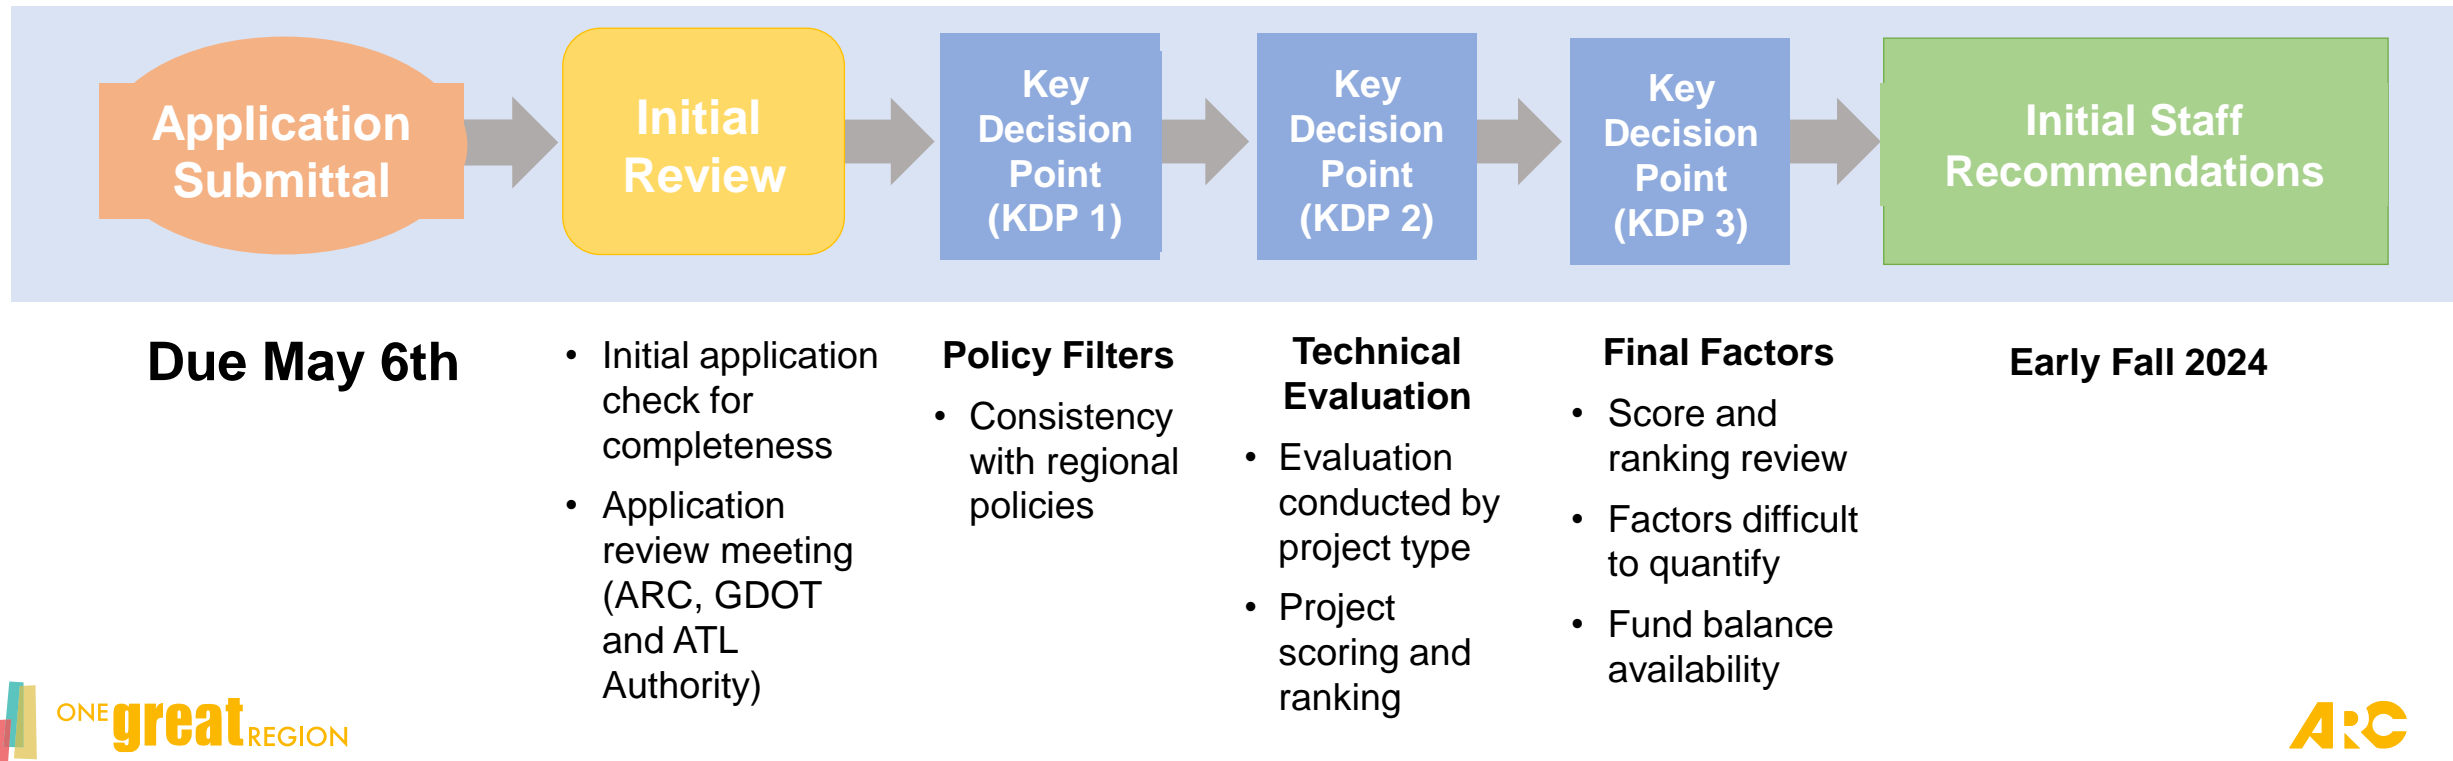 Application
Submittal
Initial
Review
Key
Decision
Point
(KDP 1)
Key
Decision
Point
(KDP 2)
Key
Decision
Point
(KDP 3)
Initial Staff
Recommendations
Due May 6th
• Initial application
check for
completeness
• Application
review meeting
(ARC, GDOT
and ATL
Authority)
Policy Filters
• Consistency
with regional
policies
Technical
Evaluation
• Evaluation
conducted by
project type
• Project
scoring and
ranking
Final Factors
• Score and
ranking review
• Factors difficult
to quantify
• Fund balance
availability
Early Fall 2024
ONE great REGION
ARC